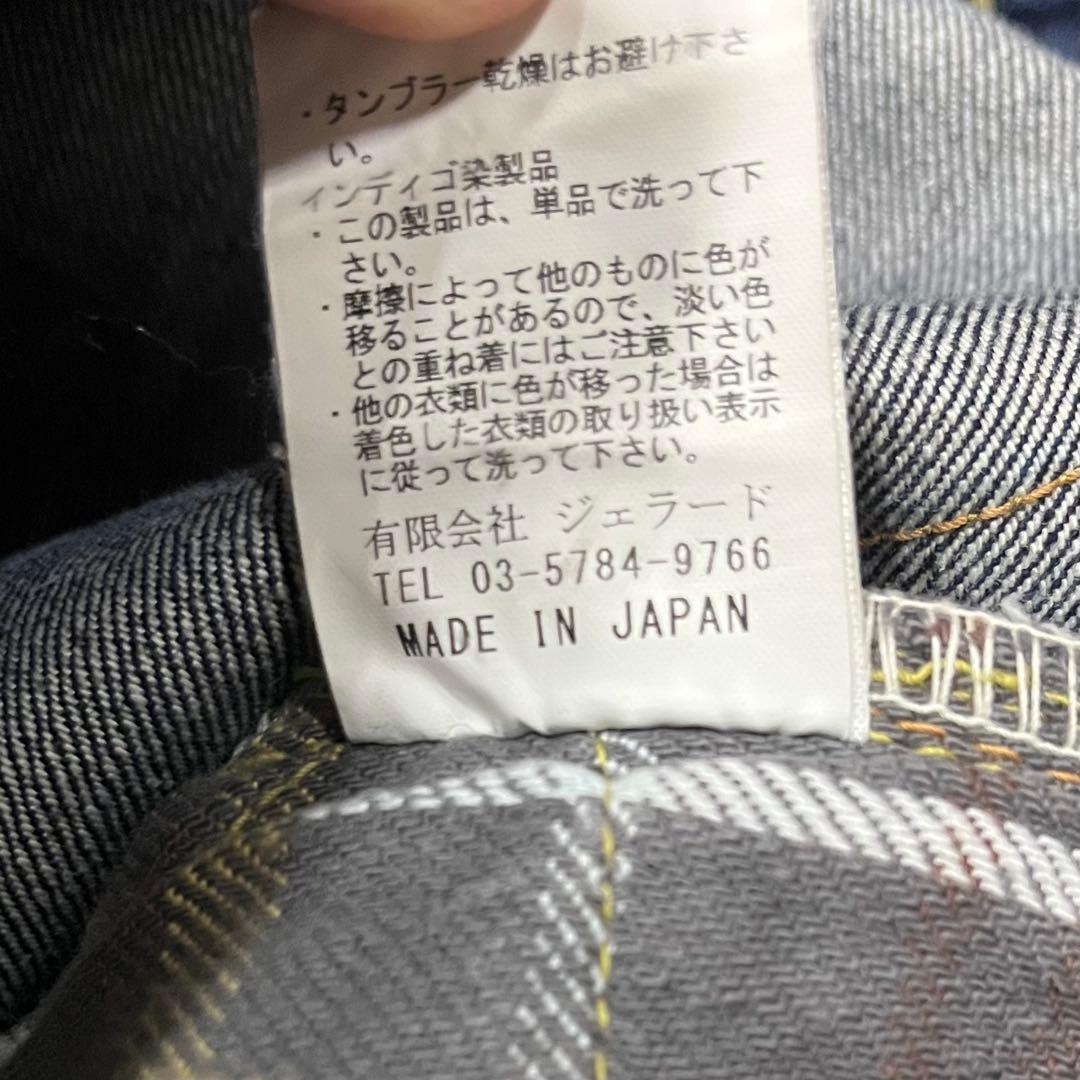 ・タンブラー乾燥はお避け下さ
い。
インディゴ染製品
・この製品は、単品で洗って下
さい。
・摩擦によって他のものに色が
移ることがあるので、淡い色
との重ね着にはご注意下さい
・他の衣類に色が移った場合は
着色した衣類の取り扱い表示
に従って洗って下さい。
有限会社 ジェラード
TEL 03-5784-9766
MADE IN JAPAN